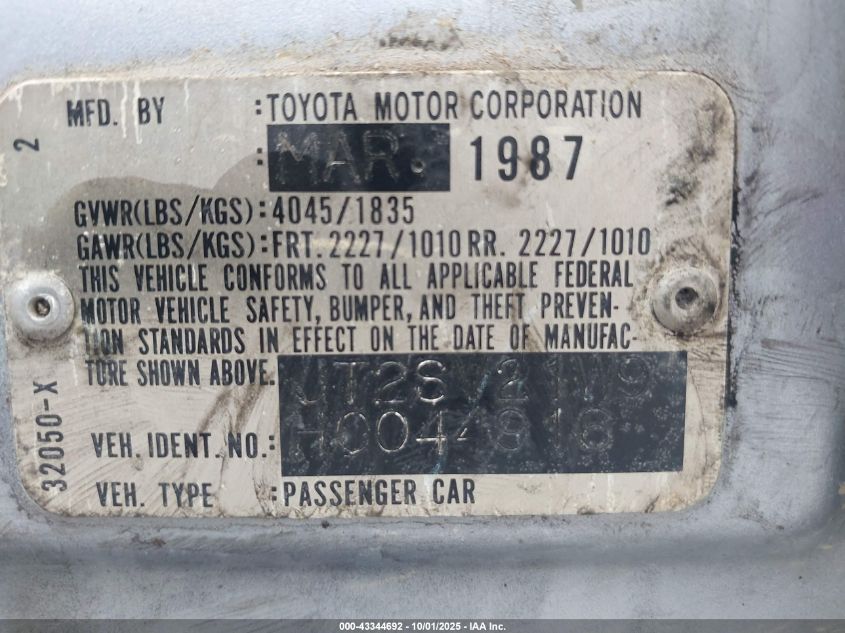 MFD. BY :TOYOTA MOTOR CORPORATION
2
: MAR. 1987
GVWR(LBS/KGS):4045/1835
GAWR(LBS/KGS):FRT.2227/1010 RR. 2227/1010
THIS VEHICLE CONFORMS TO ALL APPLICABLE FEDERAL
MOTOR VEHICLE SAFETY, BUMPER, AND THEFT PREVEN-
TION STANDARDS IN EFFECT ON THE DATE OF MANUFAC-
TURE SHOWN ABOVE. JT2SV21W9
VEH. IDENT. NO.: H0044818
VEH. TYPE :PASSENGER CAR
32050-X
000-43344692 - 10/01/2025 - IAA Inc.